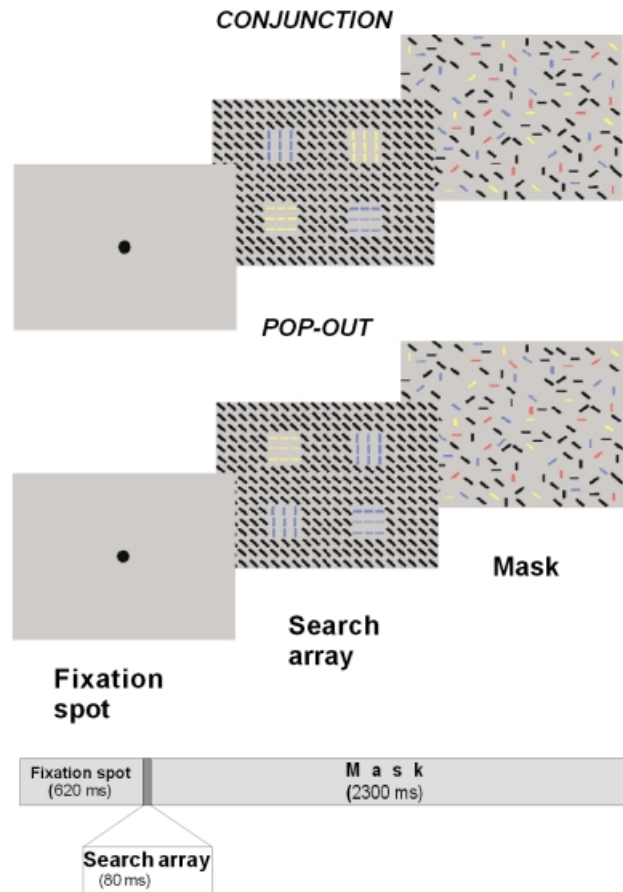 CONJUNCTION
POP-OUT
Mask
Search
array
Fixation
spot
Fixation spot
(620 ms)
M a s k
(2300 ms)
Search array
(80 ms)